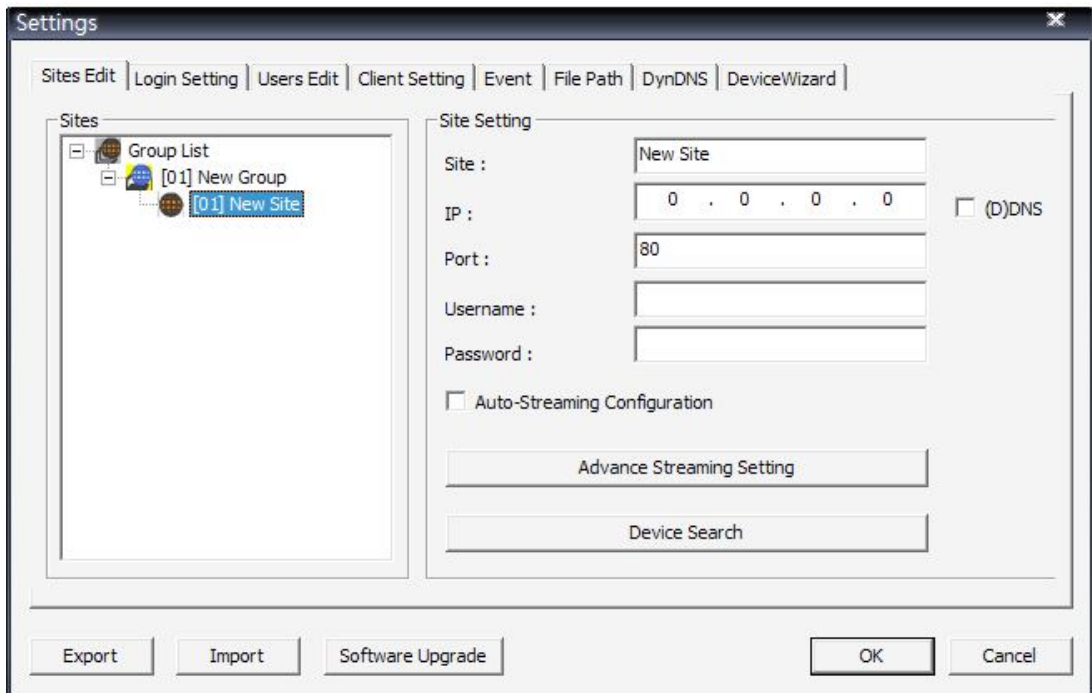 Settings
Sites Edit Login Setting Users Edit Client Setting Event File Path DynDNS DeviceWizard
Sites
Group List
[01] New Group
[01] New Site
Site Setting
Site : New Site
IP : 0 . 0 . 0 . 0 (D)DNS
Port : 80
Username :
Password :
Auto-Streaming Configuration
Advance Streaming Setting
Device Search
Export Import Software Upgrade OK Cancel